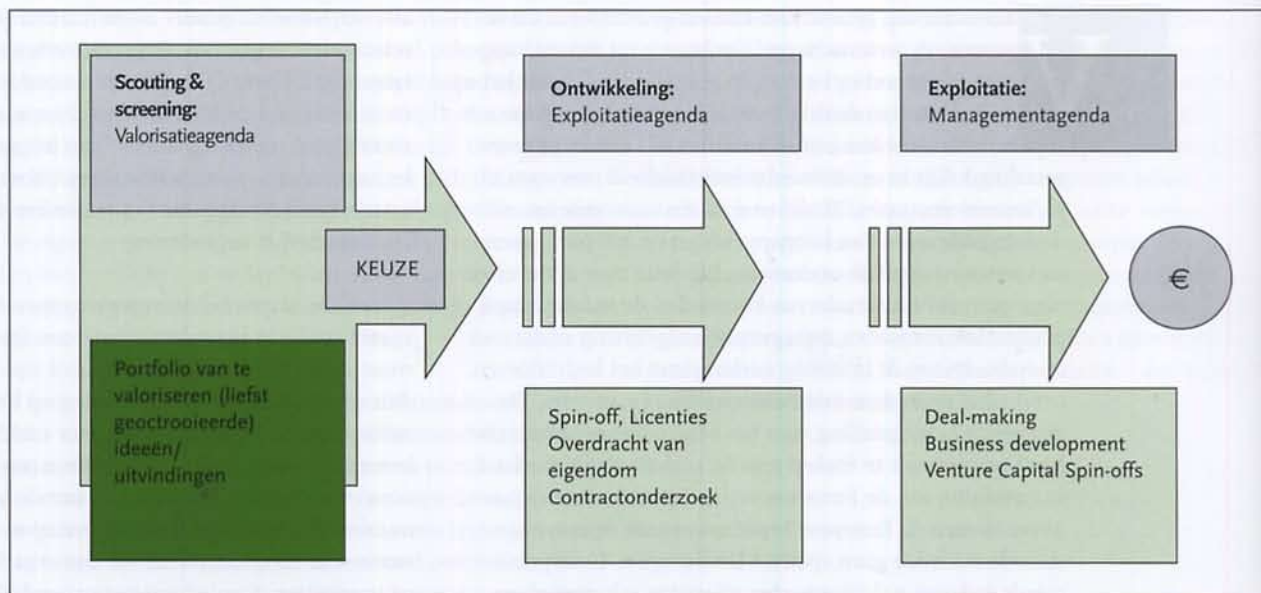 Scouting &
screening:
Valorisatieagenda
KEUZE
Portfolio van te
valoriseren (liefst
geoctrooieerde)
ideeën/
uitvindingen
Ontwikkeling:
Exploitatieagenda
Spin-off, Licenties
Overdracht van
eigendom
Contractonderzoek
Exploitatie:
Managementagenda
Deal-making
Business development
Venture Capital Spin-offs
€